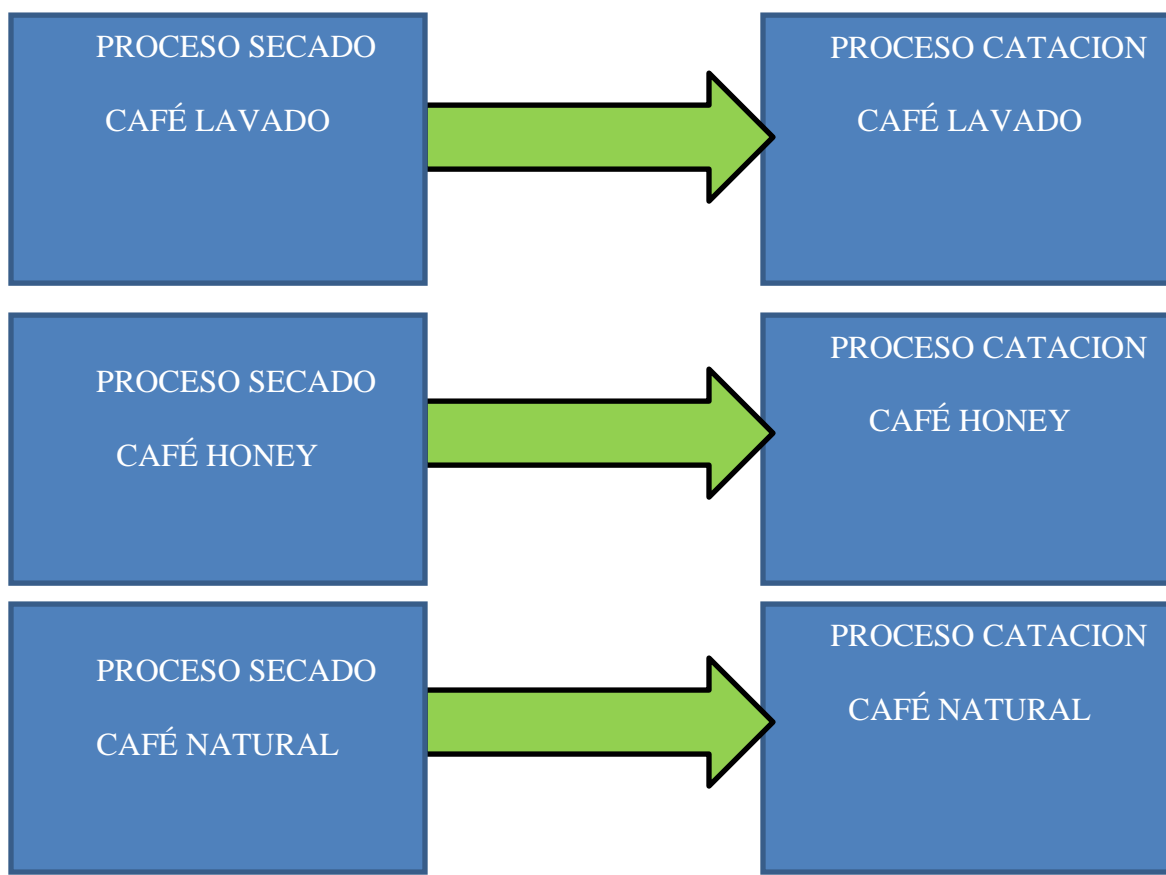 PROCESO SECADO
CAFÉ LAVADO
PROCESO CATACION
CAFÉ LAVADO
PROCESO SECADO
CAFÉ HONEY
PROCESO CATACION
CAFÉ HONEY
PROCESO SECADO
CAFÉ NATURAL
PROCESO CATACION
CAFÉ NATURAL